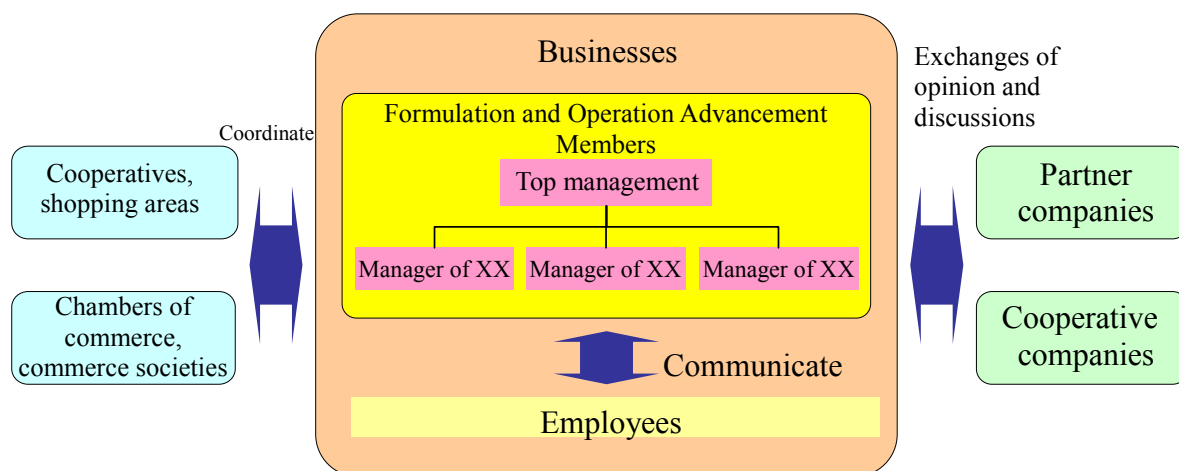 Businesses
Exchanges of
opinion and
discussions
Formulation and Operation Advancement
Members
Coordinate
Cooperatives,
shopping areas
Top management
Partner
companies
Manager of XX
Manager of XX
Manager of XX
Chambers of
commerce,
commerce societies
Cooperative
companies
Communicate
Employees